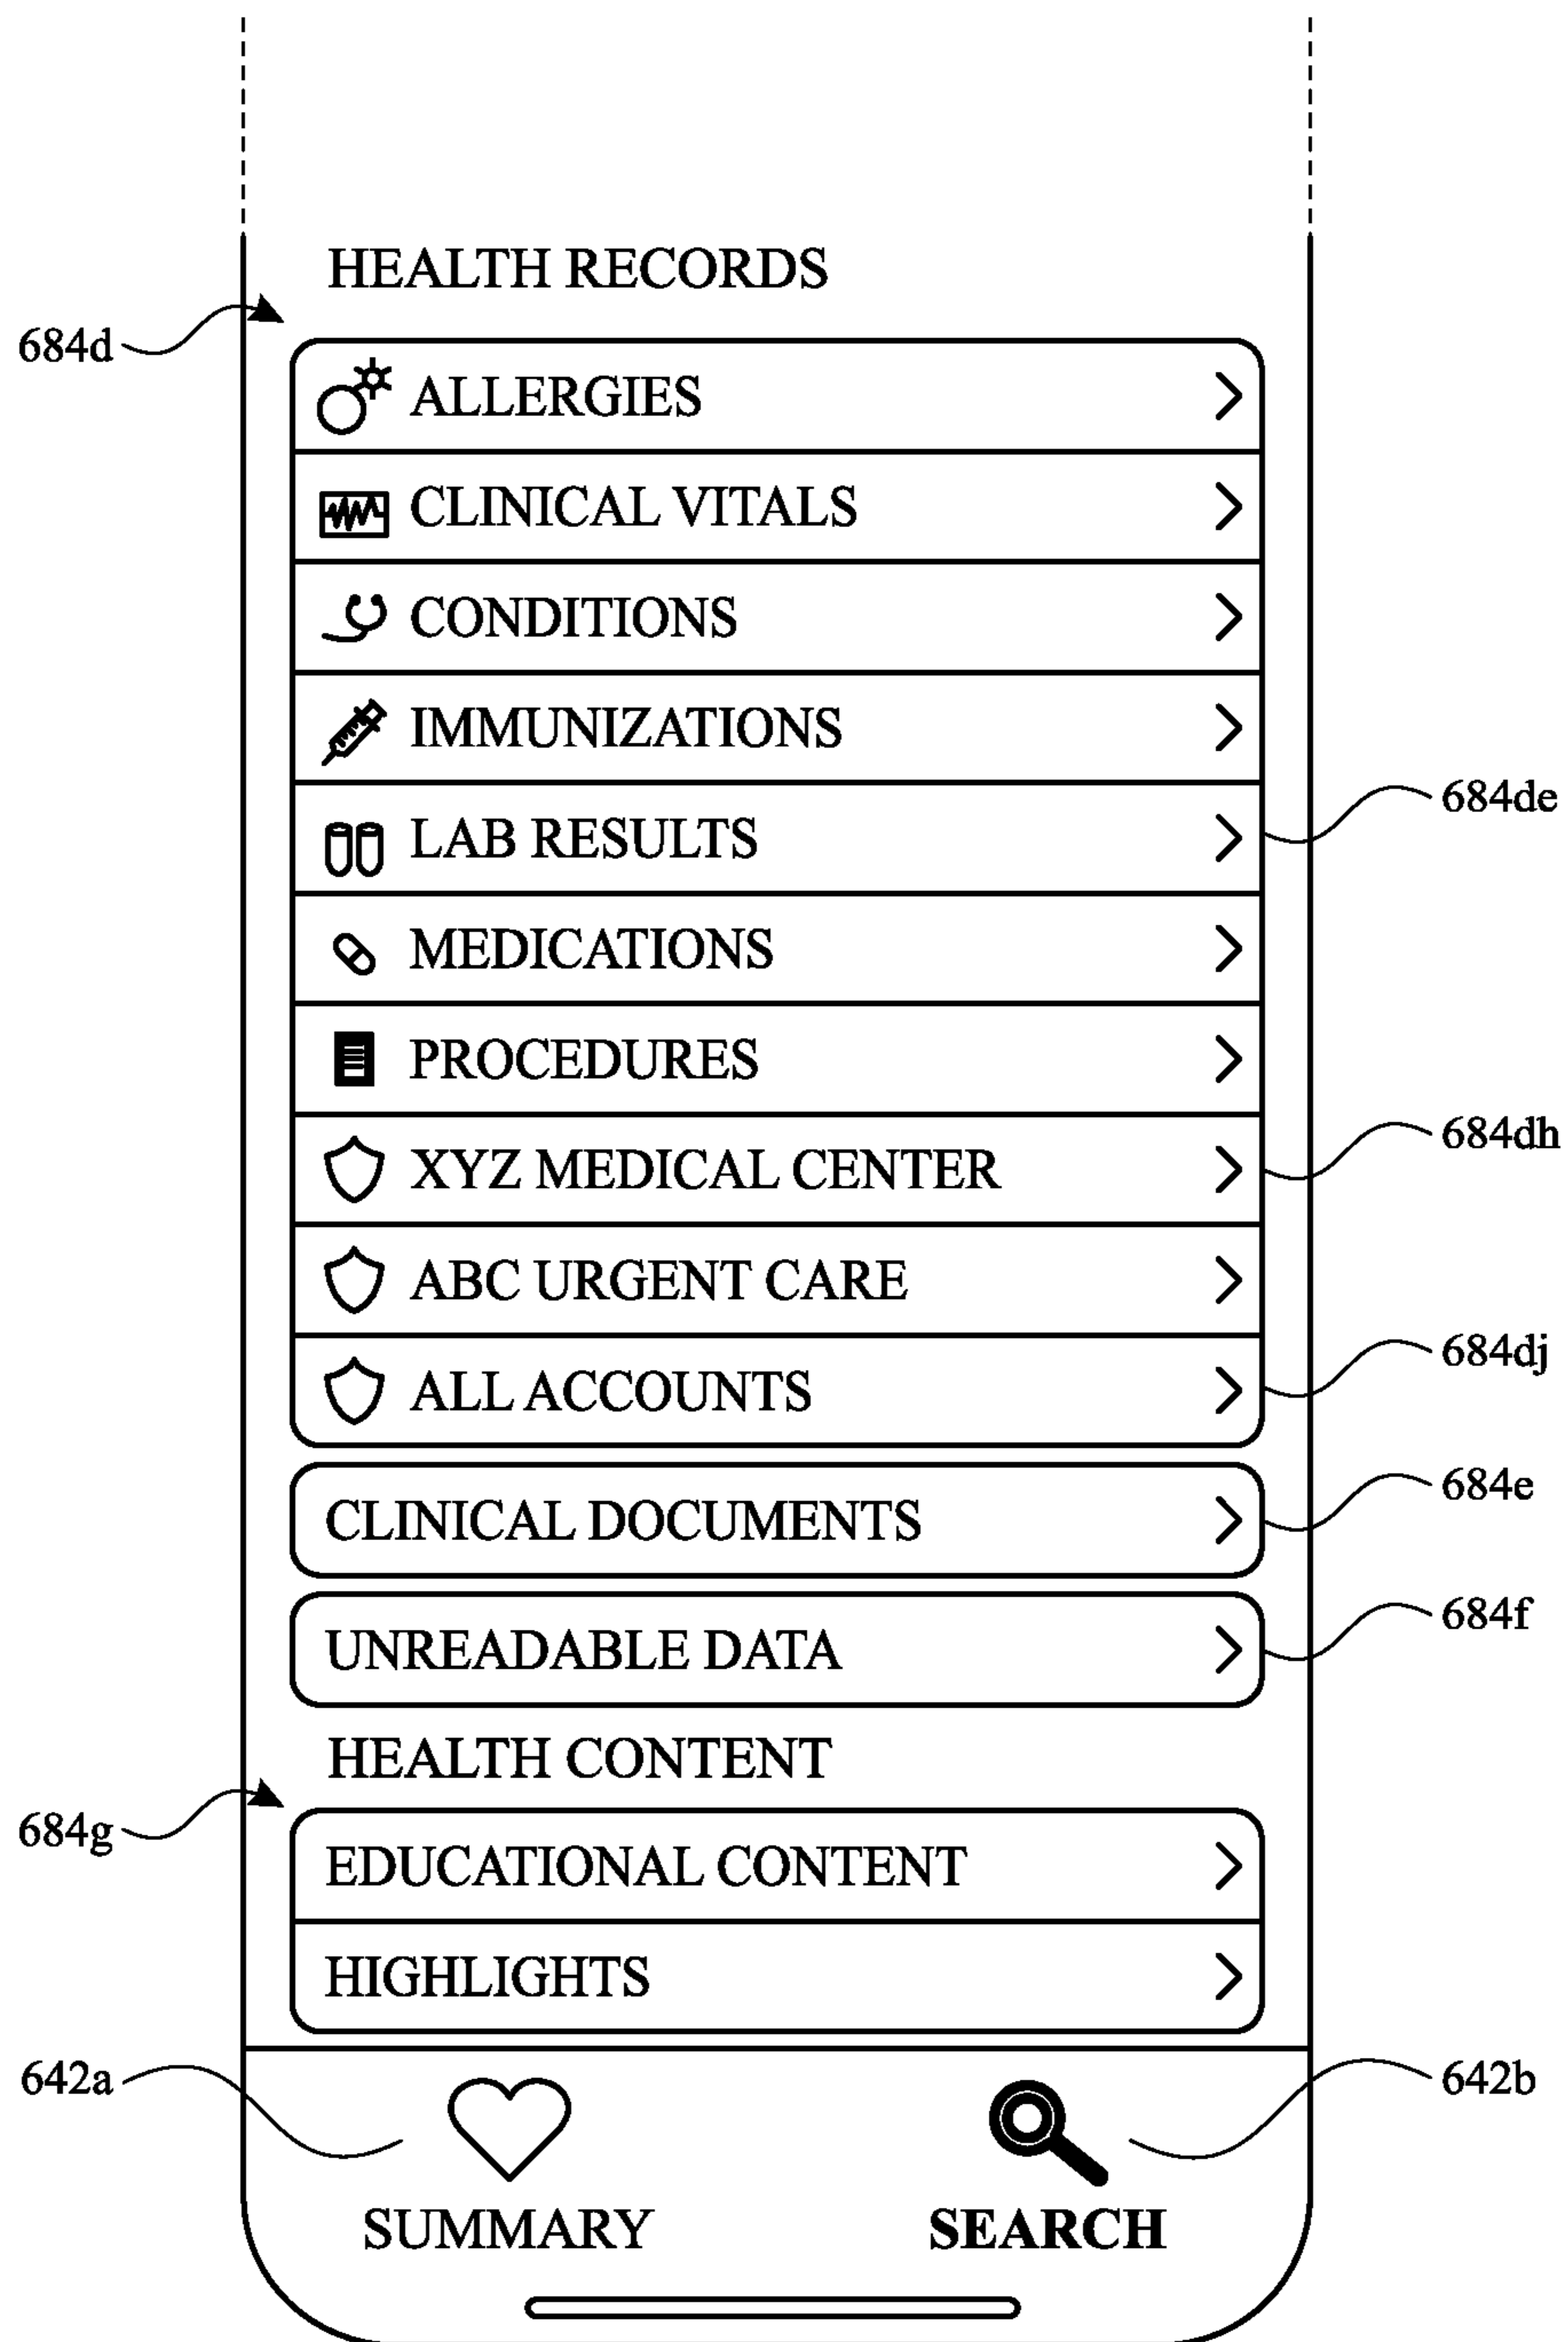 HEALTH RECORDS
684d
ALLERGIES
CLINICAL VITALS
CONDITIONS
IMMUNIZATIONS
684de
LAB RESULTS
MEDICATIONS
PROCEDURES
684dh
XYZ MEDICAL CENTER
ABC URGENT CARE
684dj
ALL ACCOUNTS
684e
CLINICAL DOCUMENTS
684f
UNREADABLE DATA
HEALTH CONTENT
684g
EDUCATIONAL CONTENT
HIGHLIGHTS
642a
642b
SUMMARY
SEARCH